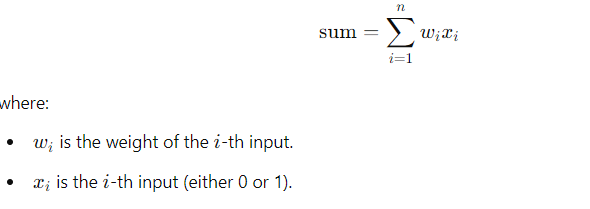 sum = \sum_{i=1}^{n} w_i x_i
where:
• w_i is the weight of the i-th input.
• x_i is the i-th input (either 0 or 1).